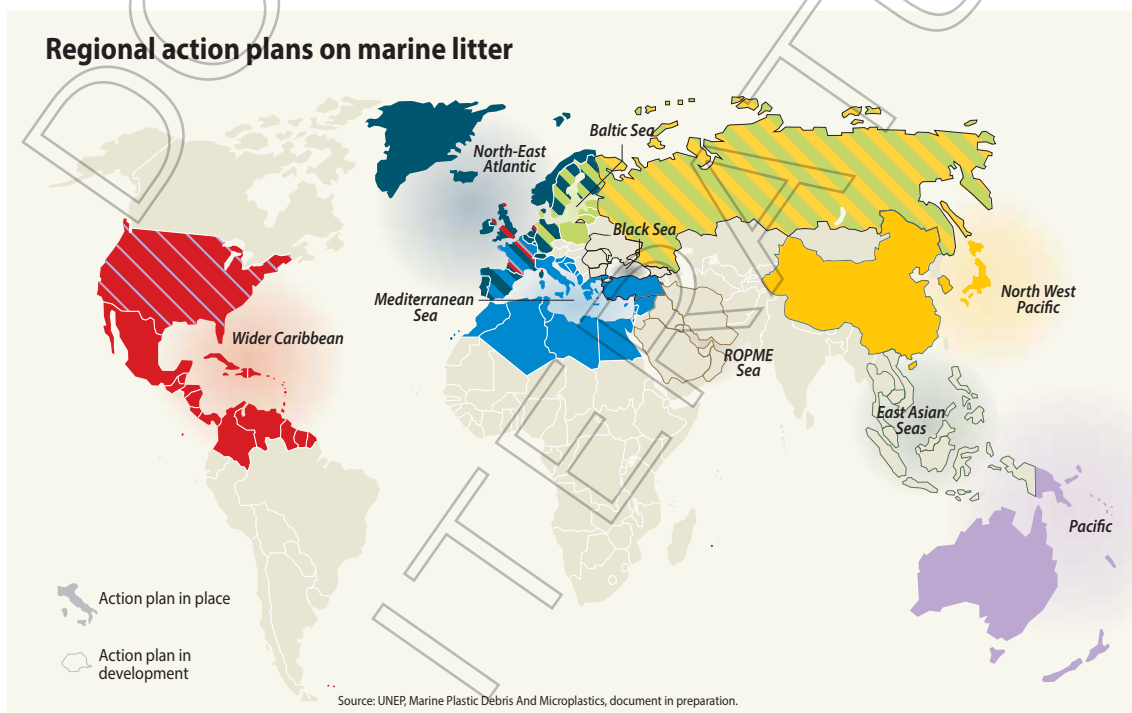 Regional action plans on marine litter
Baltic Sea
North-East
Atlantic
Black Sea
Mediterranean
Sea
North West
Pacific
Wider Caribbean
ROPME
Sea
East Asian
Seas
Pacific
Action plan in place
Action plan in
development
Source: UNEP, Marine Plastic Debris And Microplastics, document in preparation.